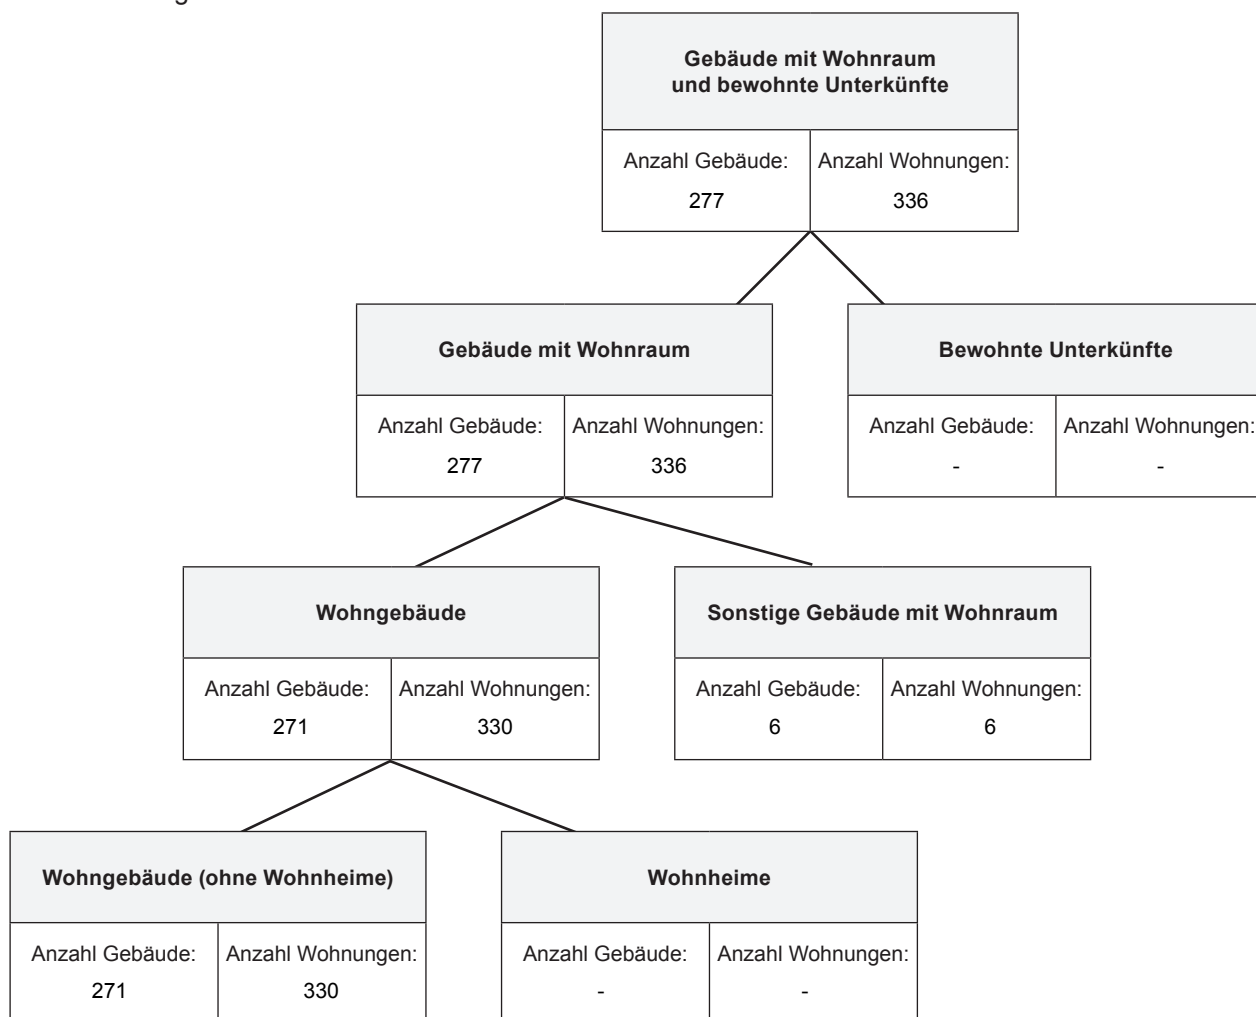 Gebäude mit Wohnraum
und bewohnte Unterkünfte
Anzahl Gebäude: Anzahl Wohnungen:
277 336
Gebäude mit Wohnraum Bewohnte Unterkünfte
Anzahl Gebäude: Anzahl Wohnungen: Anzahl Gebäude: Anzahl Wohnungen:
277 336 - -
Wohngebäude Sonstige Gebäude mit Wohnraum
Anzahl Gebäude: Anzahl Wohnungen: Anzahl Gebäude: Anzahl Wohnungen:
271 330 6 6
Wohngebäude (ohne Wohnheime) Wohnheime
Anzahl Gebäude: Anzahl Wohnungen: Anzahl Gebäude: Anzahl Wohnungen:
271 330 - -